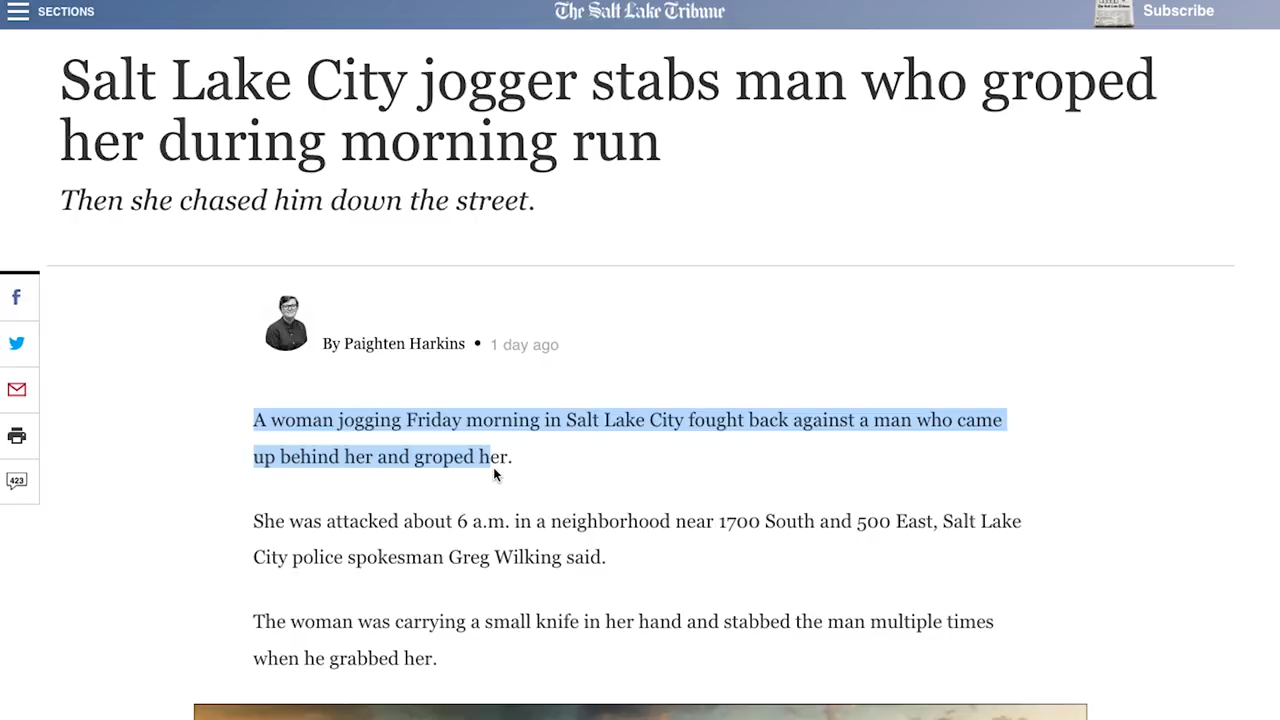 SECTIONS
The Salt Lake Tribune
Subscribe
Salt Lake City jogger stabs man who groped
her during morning run
Then she chased him down the street.
By Paighten Harkins • 1 day ago
A woman jogging Friday morning in Salt Lake City fought back against a man who came
up behind her and groped her.
She was attacked about 6 a.m. in a neighborhood near 1700 South and 500 East, Salt Lake
City police spokesman Greg Wilking said.
The woman was carrying a small knife in her hand and stabbed the man multiple times
when he grabbed her.
423